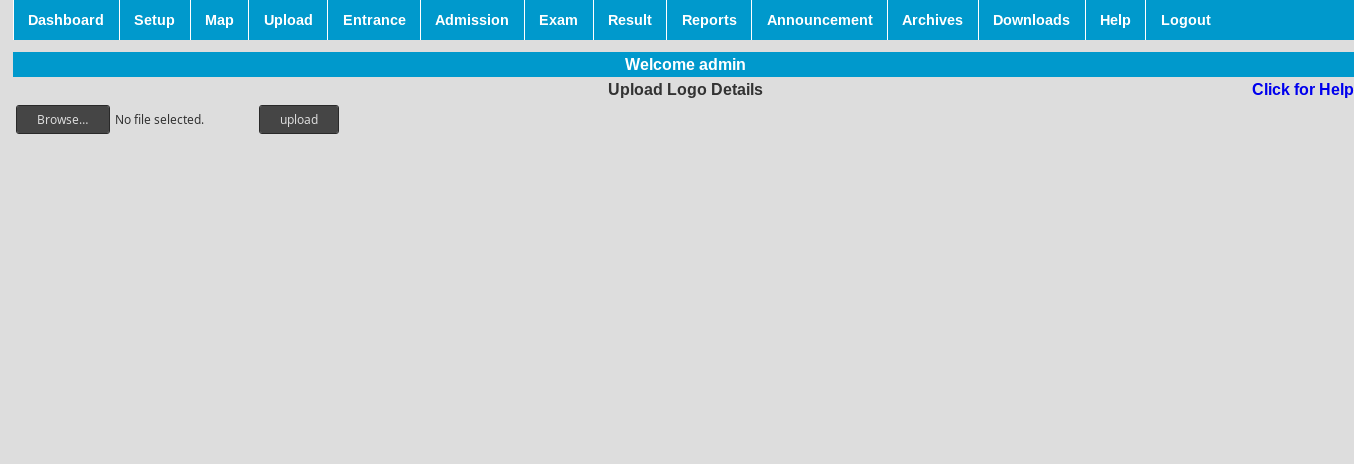 Dashboard Setup Map Upload Entrance Admission Exam Result Reports Announcement Archives Downloads Help Logout
Welcome admin
Upload Logo Details Click for Help
Browse... No file selected. upload